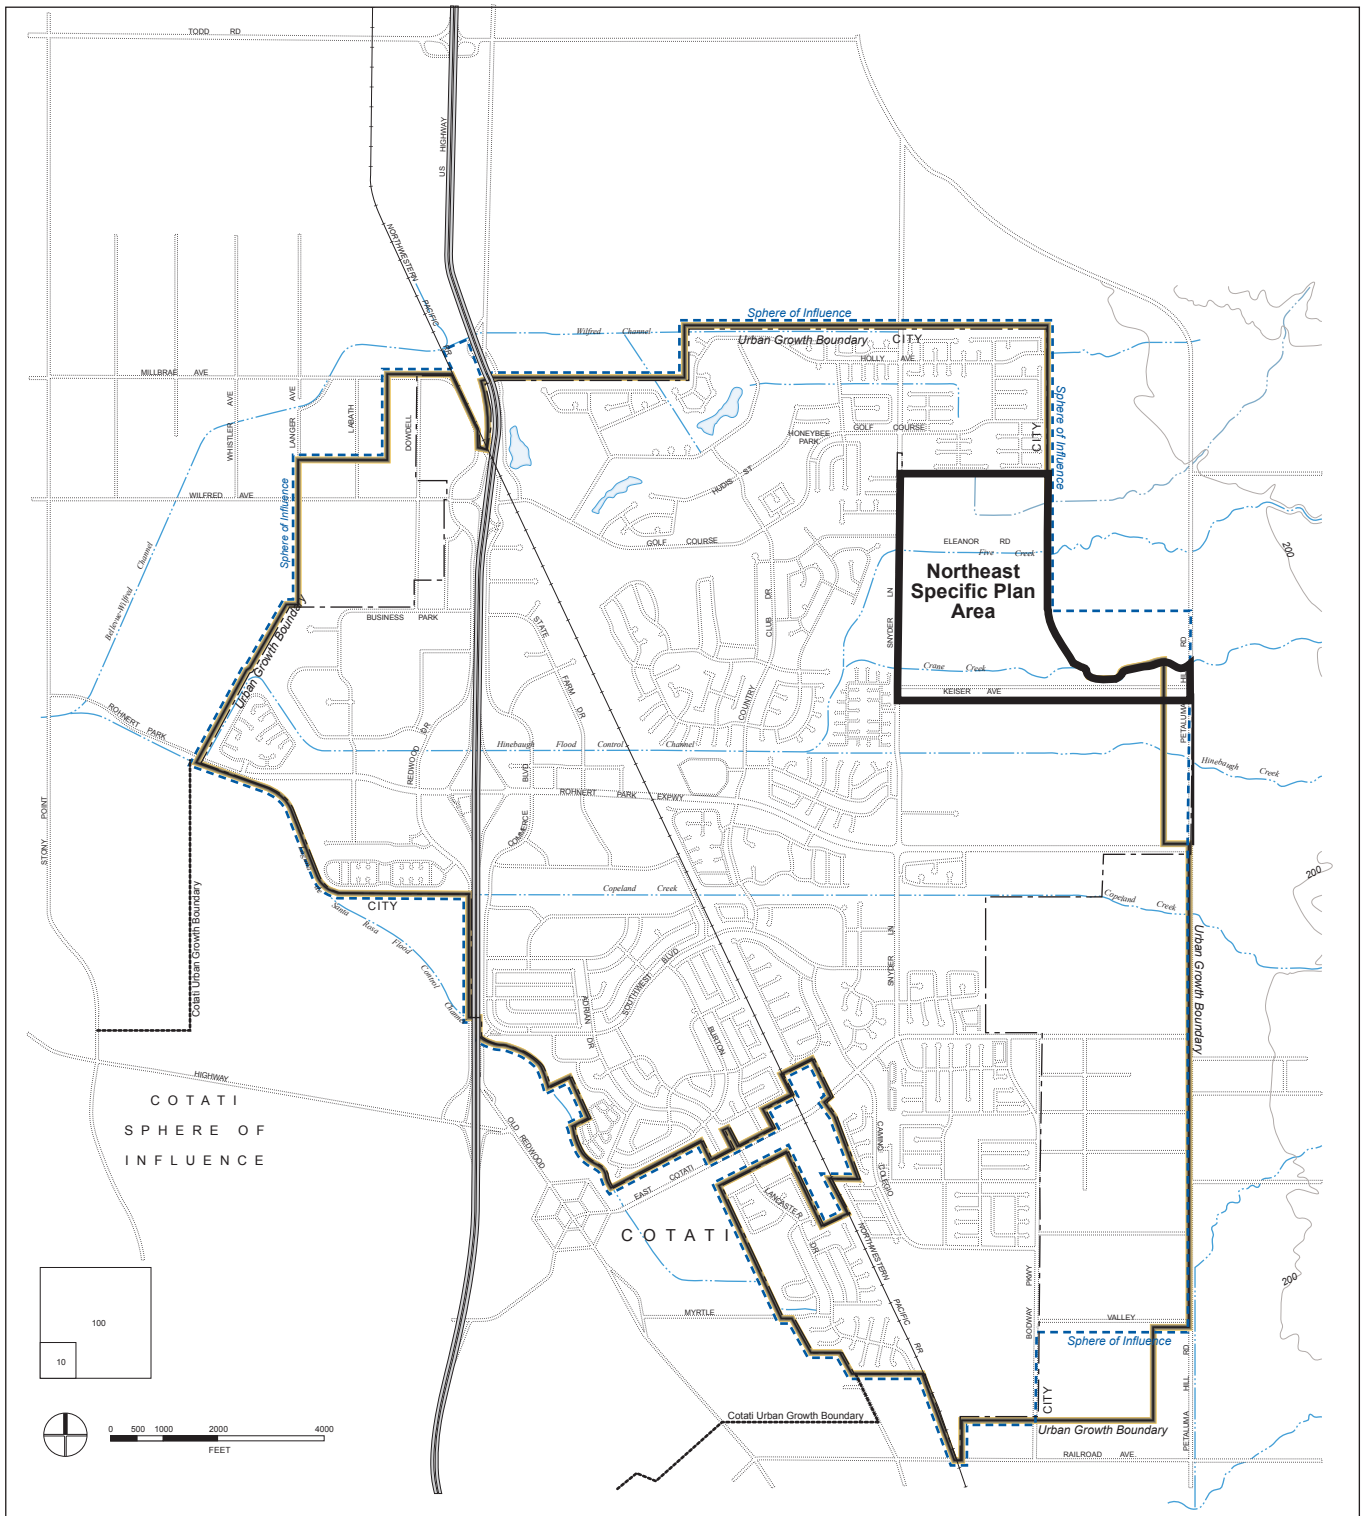 TODD RD
US HIGHWAY
NORTHWESTERN
PACIFIC
RR
Wilfred Channel
Sphere of Influence
Urban Growth Boundary
CITY
HOLLY AVE
MILLBRAE AVE
WHISTLER AVE
LANGER AVE
LABATH
DOWDELL
HONEYBEE
PARK
GOLF COURSE
CITY
Sphere of Influence
HUDIS ST
WILFRED AVE
Sphere of Influence
GOLF COURSE
ELEANOR RD
Five Creek
200
Northeast
Specific Plan
Area
Bellevue-Wilfred Channel
Urban Growth Boundary
BUSINESS PARK
STATE
FARM
DR
CLUB DR
COUNTRY
SNYDER LN
Crane Creek
KEISER AVE
PETALUMA HILL RD
ROHNERT PARK
REDWOOD DR
Hinebaugh Flood Control Channel
Hinebaugh Creek
BLVD
COMMERCE
ROHNERT PARK EXPWY
STONY POINT
Cotati Urban Growth Boundary
CITY
Copeland Creek
Copeland Creek
200
Santa Rosa Flood Control Channel
SOUTHWEST BLVD
ADRIAN DR
BURTON
SNYDER LN
Urban Growth Boundary
HIGHWAY
COTATI
SPHERE OF
INFLUENCE
OLD REDWOOD
EAST COTATI
CAMINO COLEGIO
LANCASTER
DR
COTATI
NORTHWESTERN
PACIFIC
RR
MYRTLE
BODWAY PKWY
VALLEY
Sphere of Influence
200
100
10
CITY
PETALUMA HILL RD
Cotati Urban Growth Boundary
Urban Growth Boundary
RAILROAD AVE.
0 500 1000 2000 4000
FEET